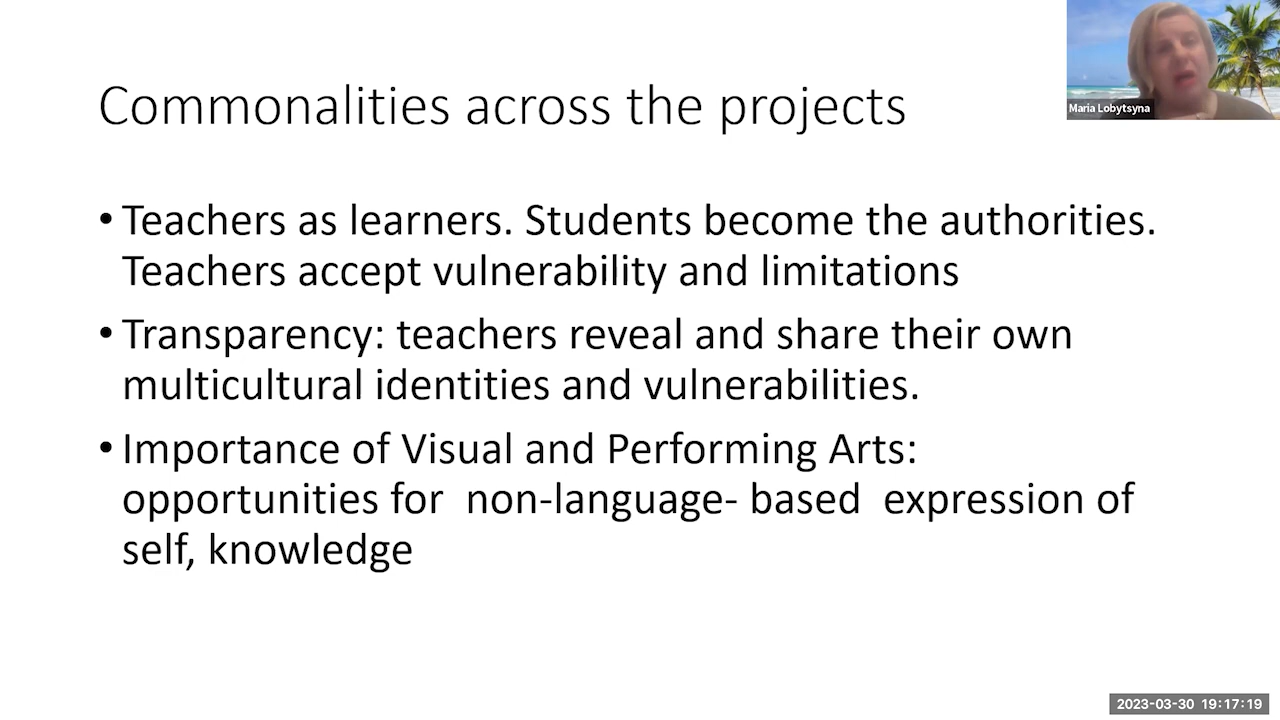 Commonalities across the projects
Maria Lobytsyna
• Teachers as learners. Students become the authorities.
Teachers accept vulnerability and limitations
• Transparency: teachers reveal and share their own
multicultural identities and vulnerabilities.
• Importance of Visual and Performing Arts:
opportunities for  non-language- based  expression of
self, knowledge
2023-03-30 19:17:19